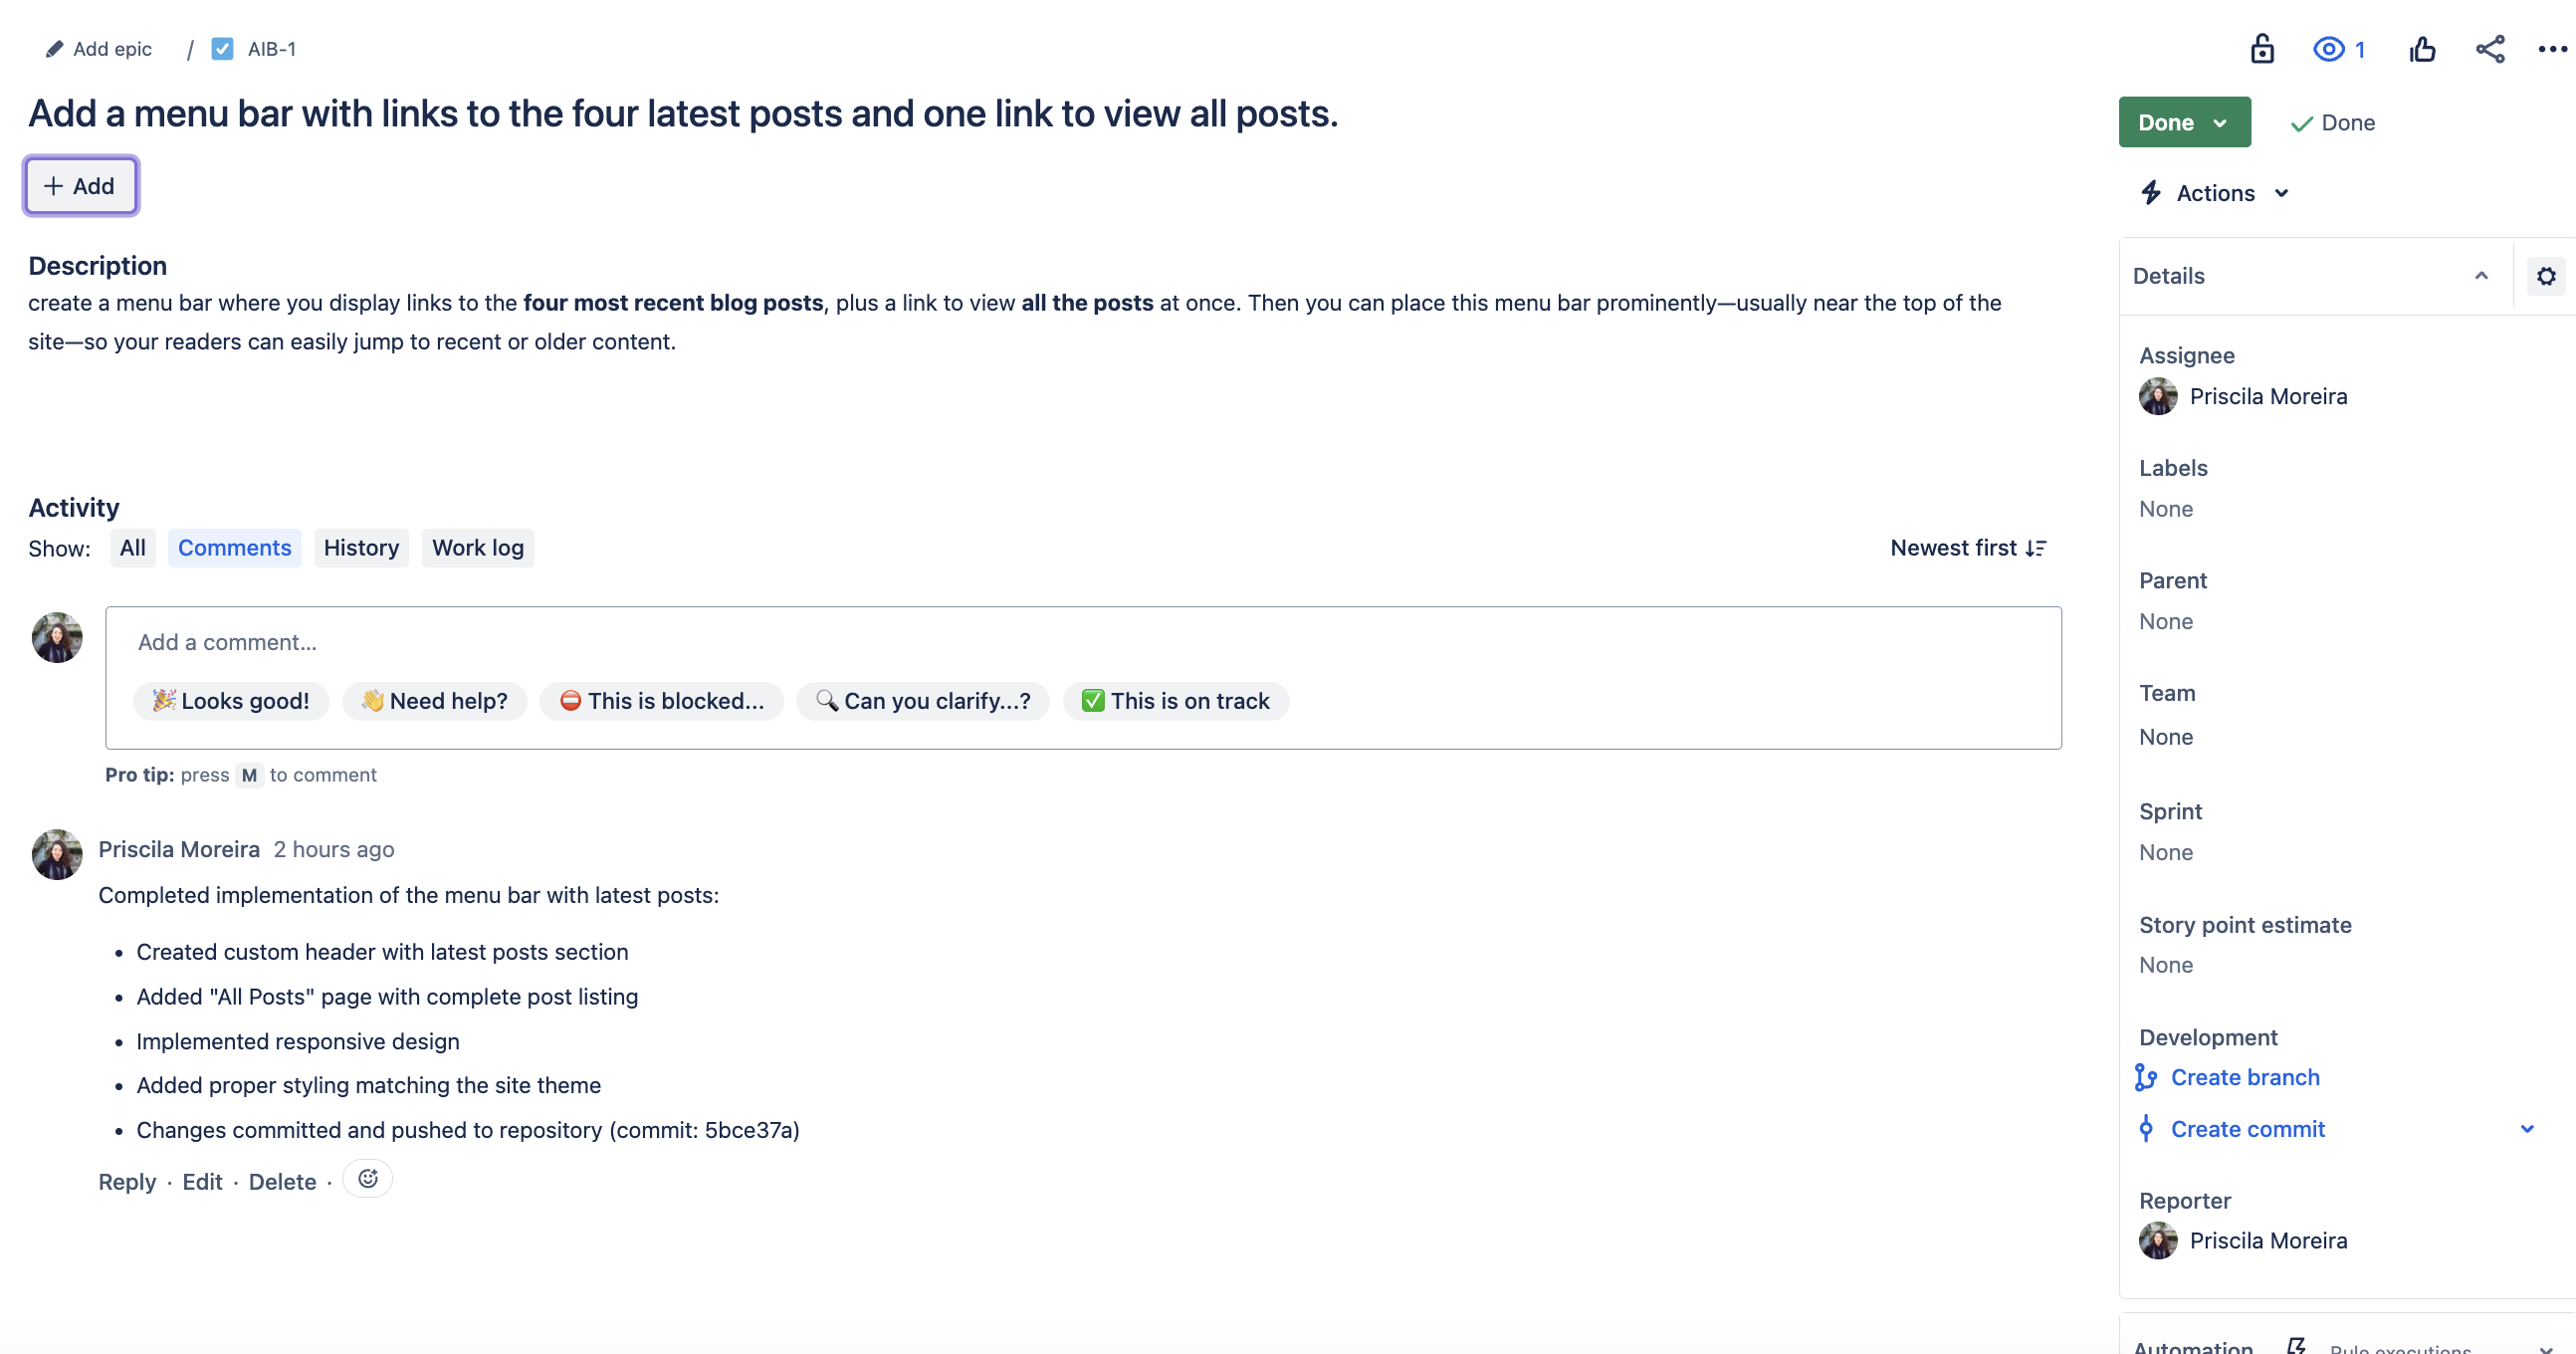 Add epic / AIB-1
1
Add a menu bar with links to the four latest posts and one link to view all posts.
Done
Done
+ Add
Actions
Description
create a menu bar where you display links to the four most recent blog posts, plus a link to view all the posts at once. Then you can place this menu bar prominently—usually near the top of the
site—so your readers can easily jump to recent or older content.
Activity
Show: All Comments History Work log
Newest first
Add a comment...
🎉 Looks good! 👋 Need help? ⛔ This is blocked... 🔍 Can you clarify...? ✅ This is on track
Pro tip: press M to comment
Priscila Moreira 2 hours ago
Completed implementation of the menu bar with latest posts:
• Created custom header with latest posts section
• Added "All Posts" page with complete post listing
• Implemented responsive design
• Added proper styling matching the site theme
• Changes committed and pushed to repository (commit: 5bce37a)
Reply · Edit · Delete ·
Details
Assignee
Priscila Moreira
Labels
None
Parent
None
Team
None
Sprint
None
Story point estimate
None
Development
Create branch
Create commit
Reporter
Priscila Moreira
Automation Rule executions